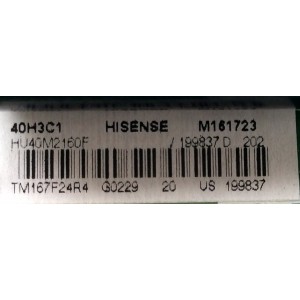 40H3C1 HISENSE M161723
HU40M2160F / 199837 D 202
TM167F24R4 G0229 20 US 199837